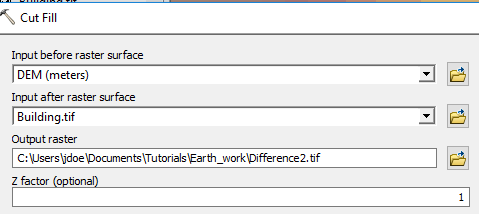 Cut Fill
Input before raster surface
DEM (meters)
Input after raster surface
Building.tif
Output raster
C:\Users\jdoe\Documents\Tutorials\Earth_work\Difference2.tif
Z factor (optional)
1